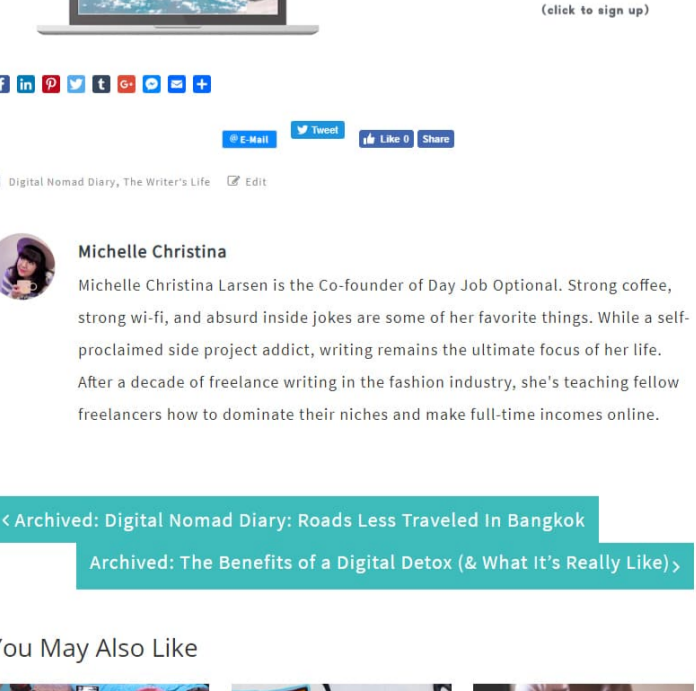 (click to sign up)
@ E-Mail
Tweet
Like 0
Share
Digital Nomad Diary, The Writer's Life
Edit
Michelle Christina
Michelle Christina Larsen is the Co-founder of Day Job Optional. Strong coffee,
strong wi-fi, and absurd inside jokes are some of her favorite things. While a self-
proclaimed side project addict, writing remains the ultimate focus of her life.
After a decade of freelance writing in the fashion industry, she's teaching fellow
freelancers how to dominate their niches and make full-time incomes online.
< Archived: Digital Nomad Diary: Roads Less Traveled In Bangkok
Archived: The Benefits of a Digital Detox (& What It's Really Like) >
You May Also Like